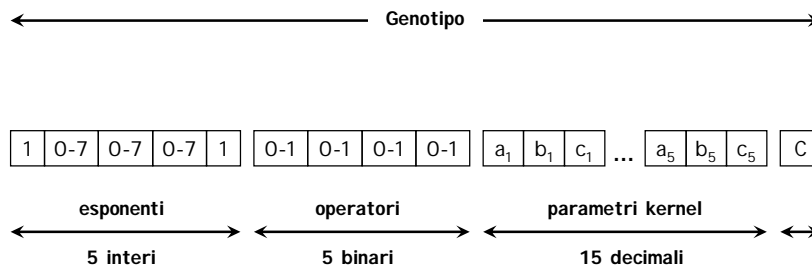 Genotipo
1 0-7 0-7 0-7 1 0-1 0-1 0-1 0-1 a₁ b₁ c₁ ... a₅ b₅ c₅ C
esponenti operatori parametri kernel
5 interi 5 binari 15 decimali